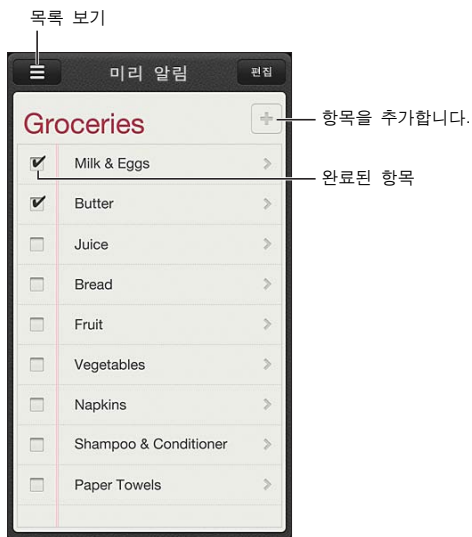 목록 보기
미리 알림
편집
Groceries
항목을 추가합니다.
Milk & Eggs
완료된 항목
Butter
Juice
Bread
Fruit
Vegetables
Napkins
Shampoo & Conditioner
Paper Towels